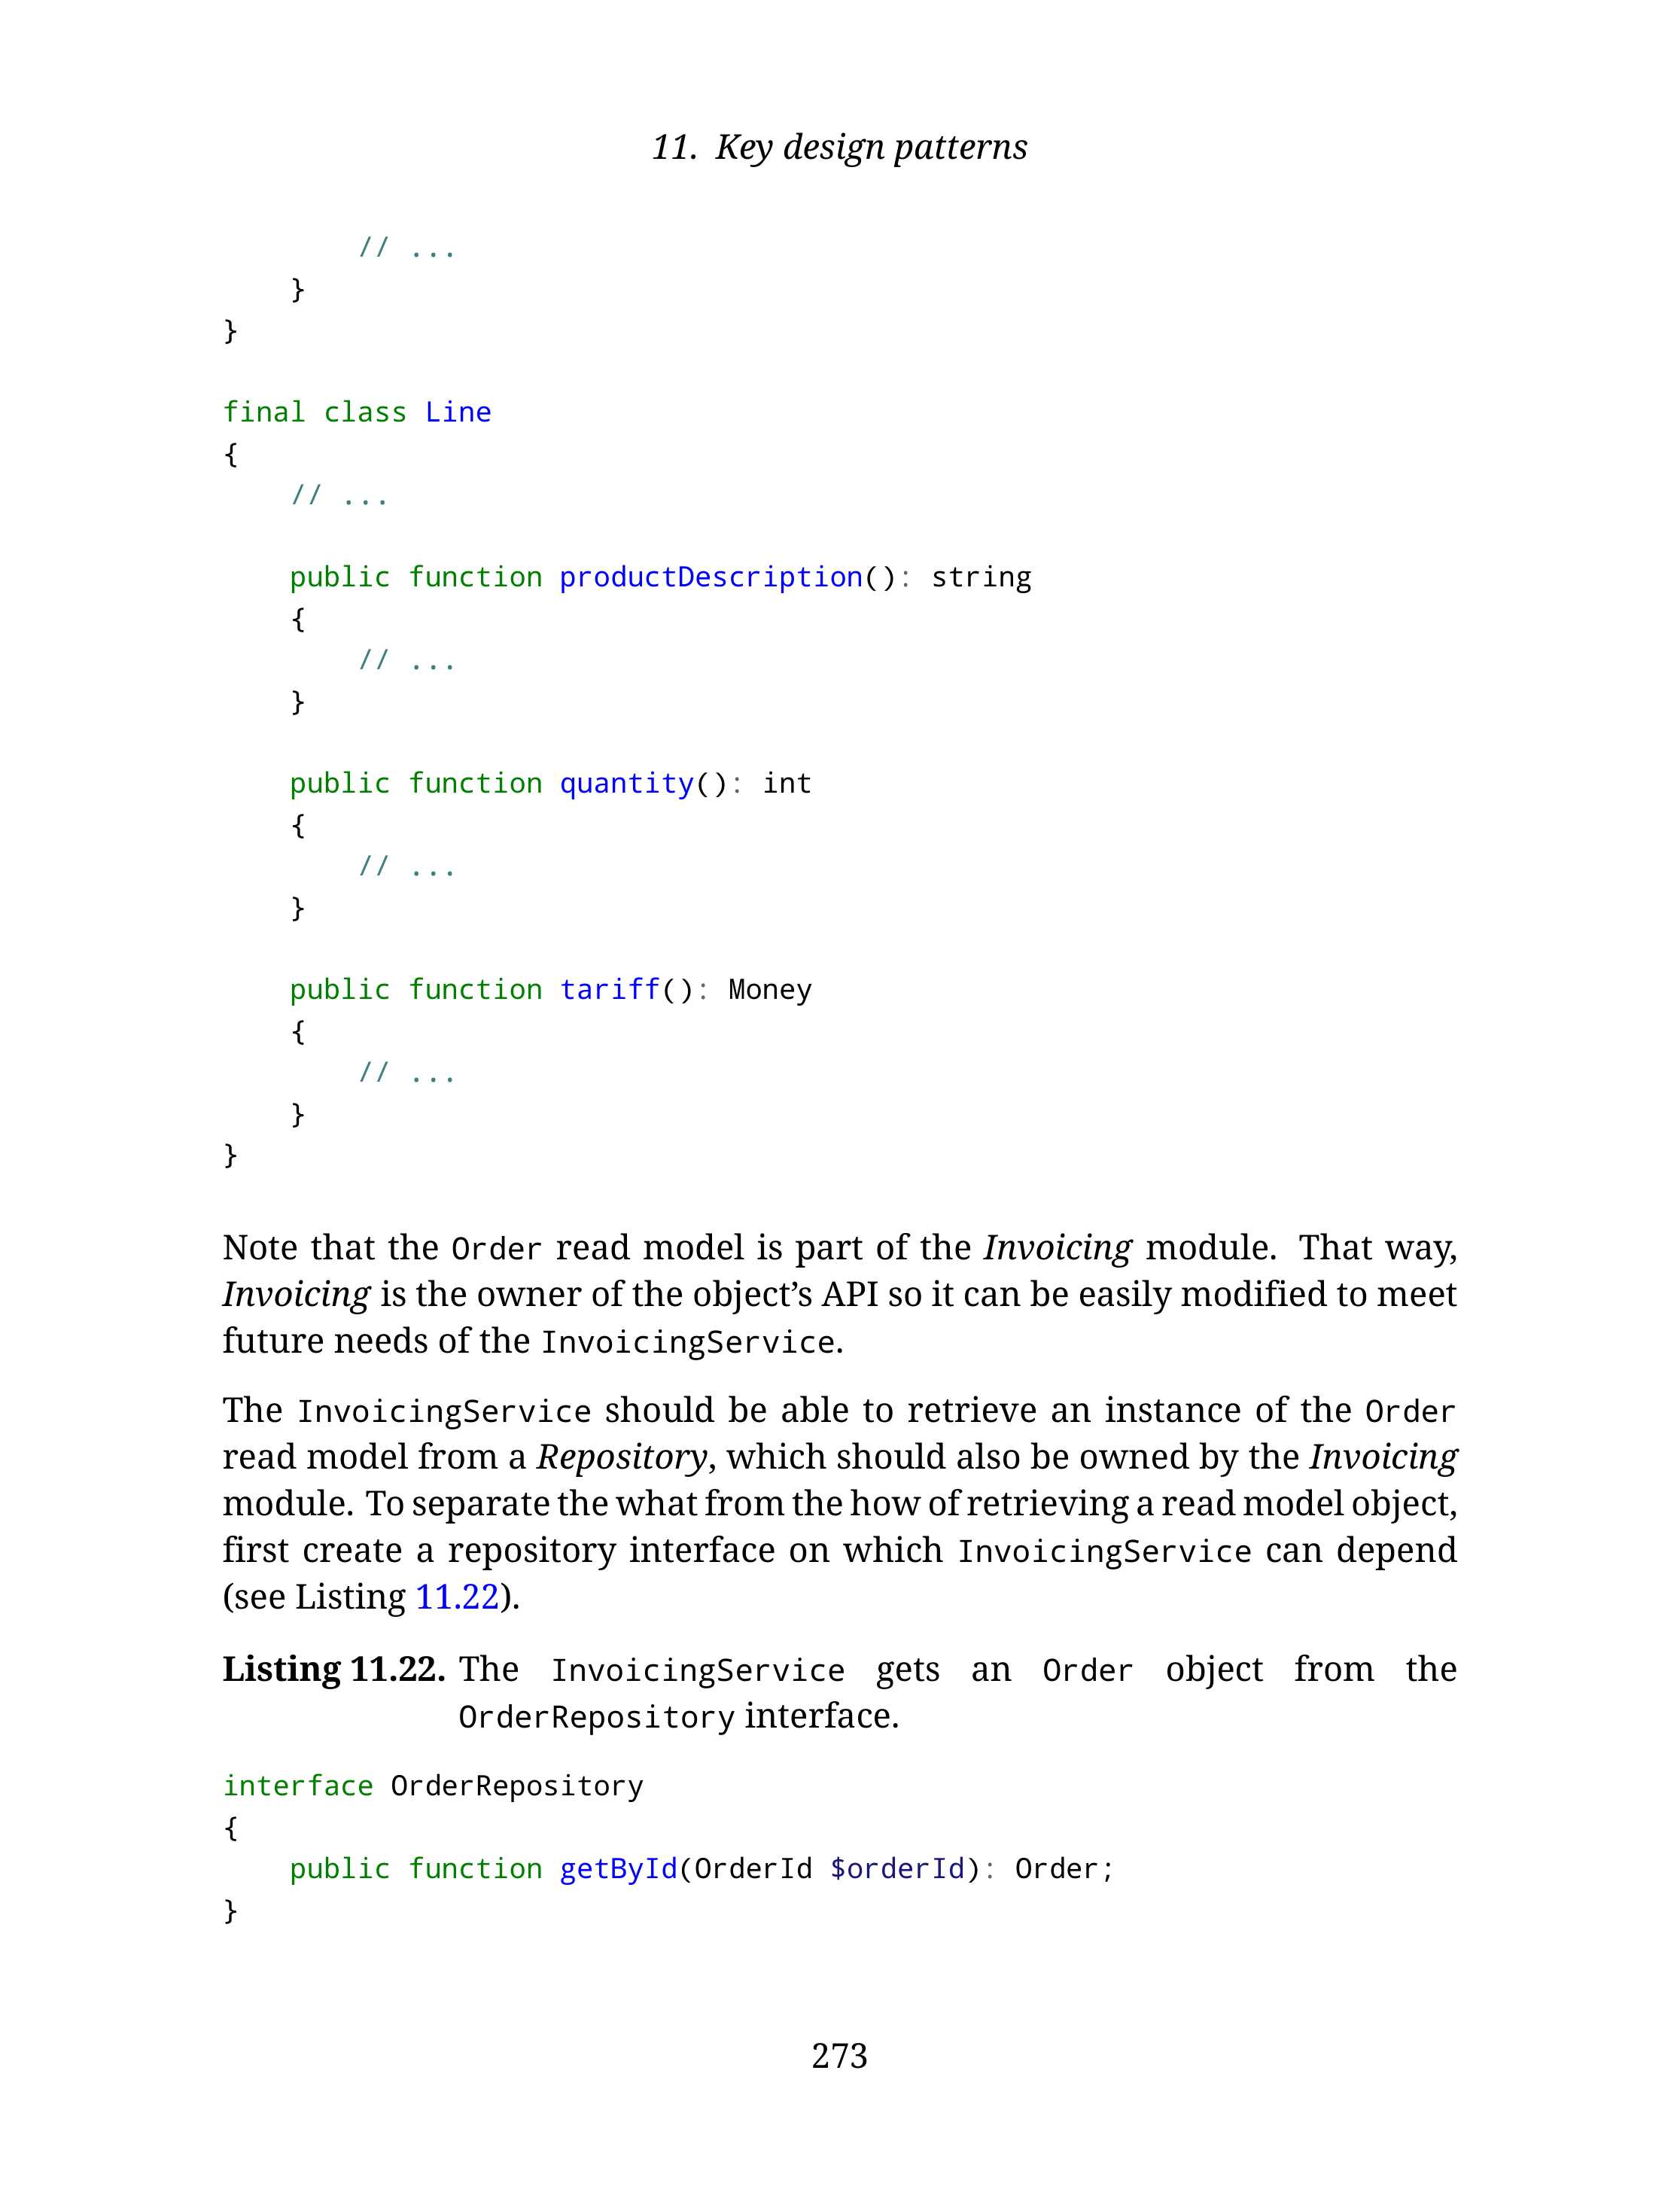 11. Key design patterns
        // ...
    }
}
final class Line
{
    // ...
    public function productDescription(): string
    {
        // ...
    }
    public function quantity(): int
    {
        // ...
    }
    public function tariff(): Money
    {
        // ...
    }
}
Note that the Order read model is part of the Invoicing module. That way,
Invoicing is the owner of the object’s API so it can be easily modified to meet
future needs of the InvoicingService.
The InvoicingService should be able to retrieve an instance of the Order
read model from a Repository, which should also be owned by the Invoicing
module. To separate the what from the how of retrieving a read model object,
first create a repository interface on which InvoicingService can depend
(see Listing 11.22).
Listing 11.22. The InvoicingService gets an Order object from the
OrderRepository interface.
interface OrderRepository
{
    public function getById(OrderId $orderId): Order;
}
273